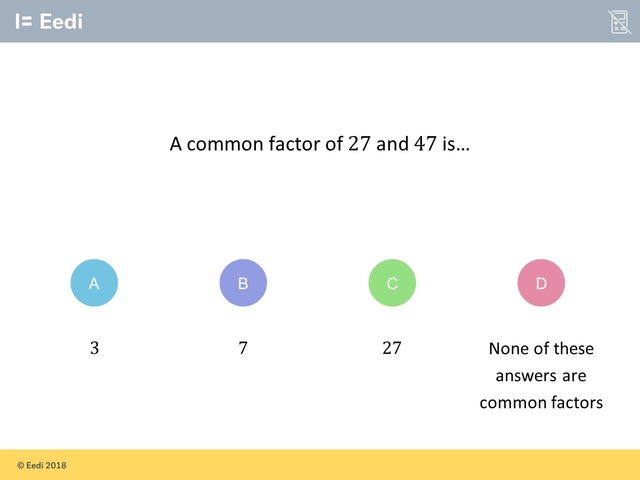 Eedi
A common factor of 27 and 47 is...
A
B
C
D
3
7
27
None of these
answers are
common factors
© Eedi 2018